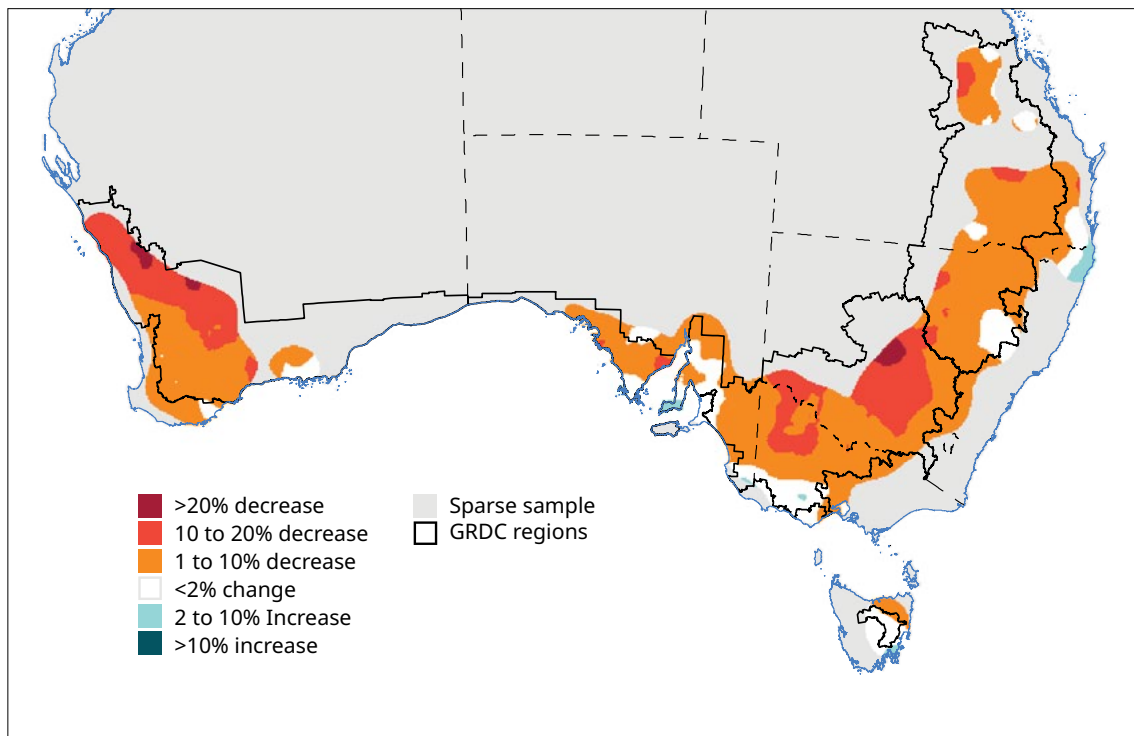 >20% decrease
10 to 20% decrease
1 to 10% decrease
<2% change
2 to 10% Increase
>10% increase
Sparse sample
GRDC regions